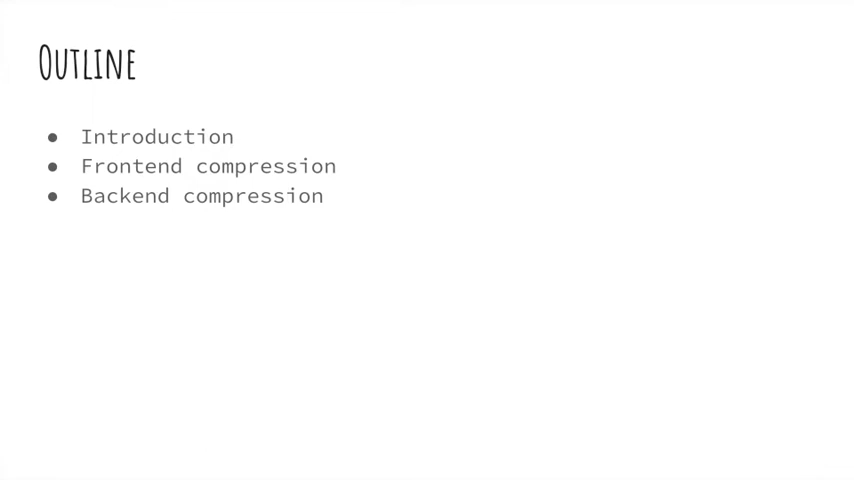 OUTLINE
● Introduction
● Frontend compression
● Backend compression